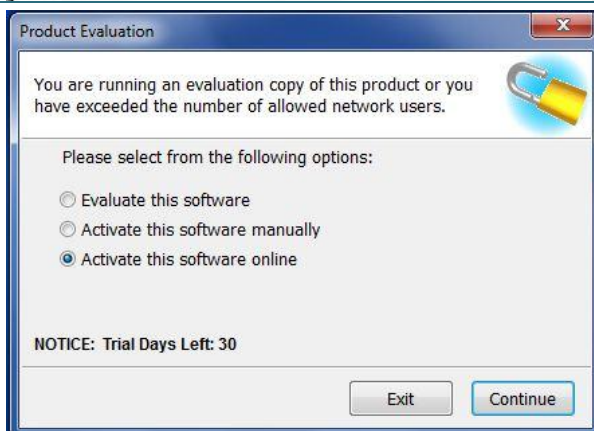 Product Evaluation
You are running an evaluation copy of this product or you
have exceeded the number of allowed network users.
Please select from the following options:
Evaluate this software
Activate this software manually
Activate this software online
NOTICE: Trial Days Left: 30
Exit
Continue